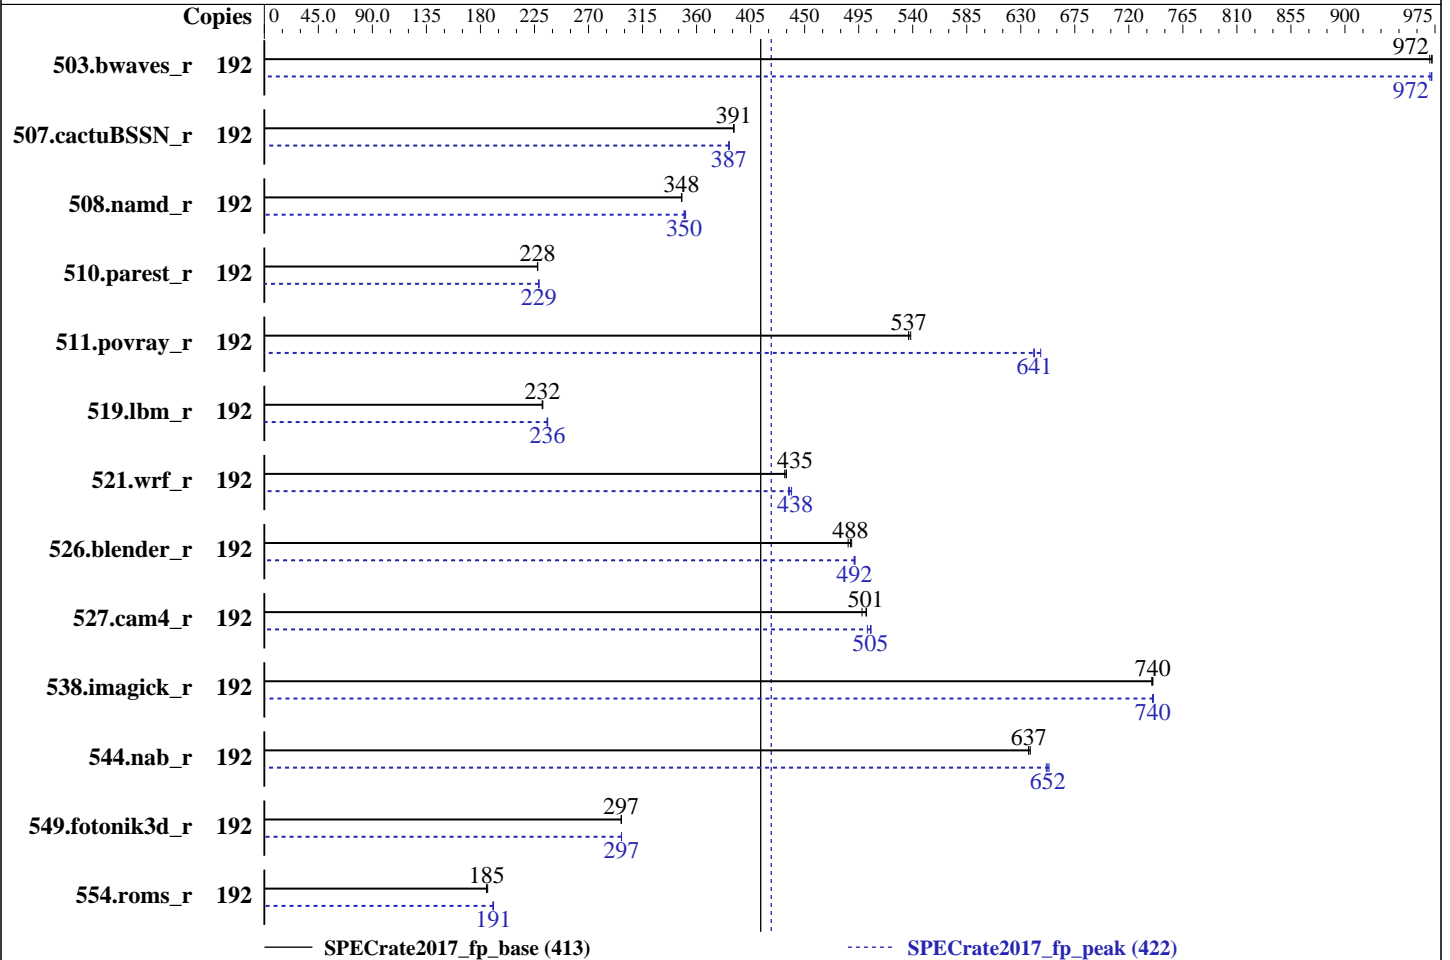 Copies 0 45.0 90.0 135 180 225 270 315 360 405 450 495 540 585 630 675 720 765 810 855 900 975
503.bwaves_r 192 972
972
507.cactuBSSN_r 192 391
387
508.namd_r 192 348
350
510.parest_r 192 228
229
511.povray_r 192 537
641
519.lbm_r 192 232
236
521.wrf_r 192 435
438
526.blender_r 192 488
492
527.cam4_r 192 501
505
538.imagick_r 192 740
740
544.nab_r 192 637
652
549.fotonik3d_r 192 297
297
554.roms_r 192 185
191
SPECrate2017_fp_base (413) SPECrate2017_fp_peak (422)